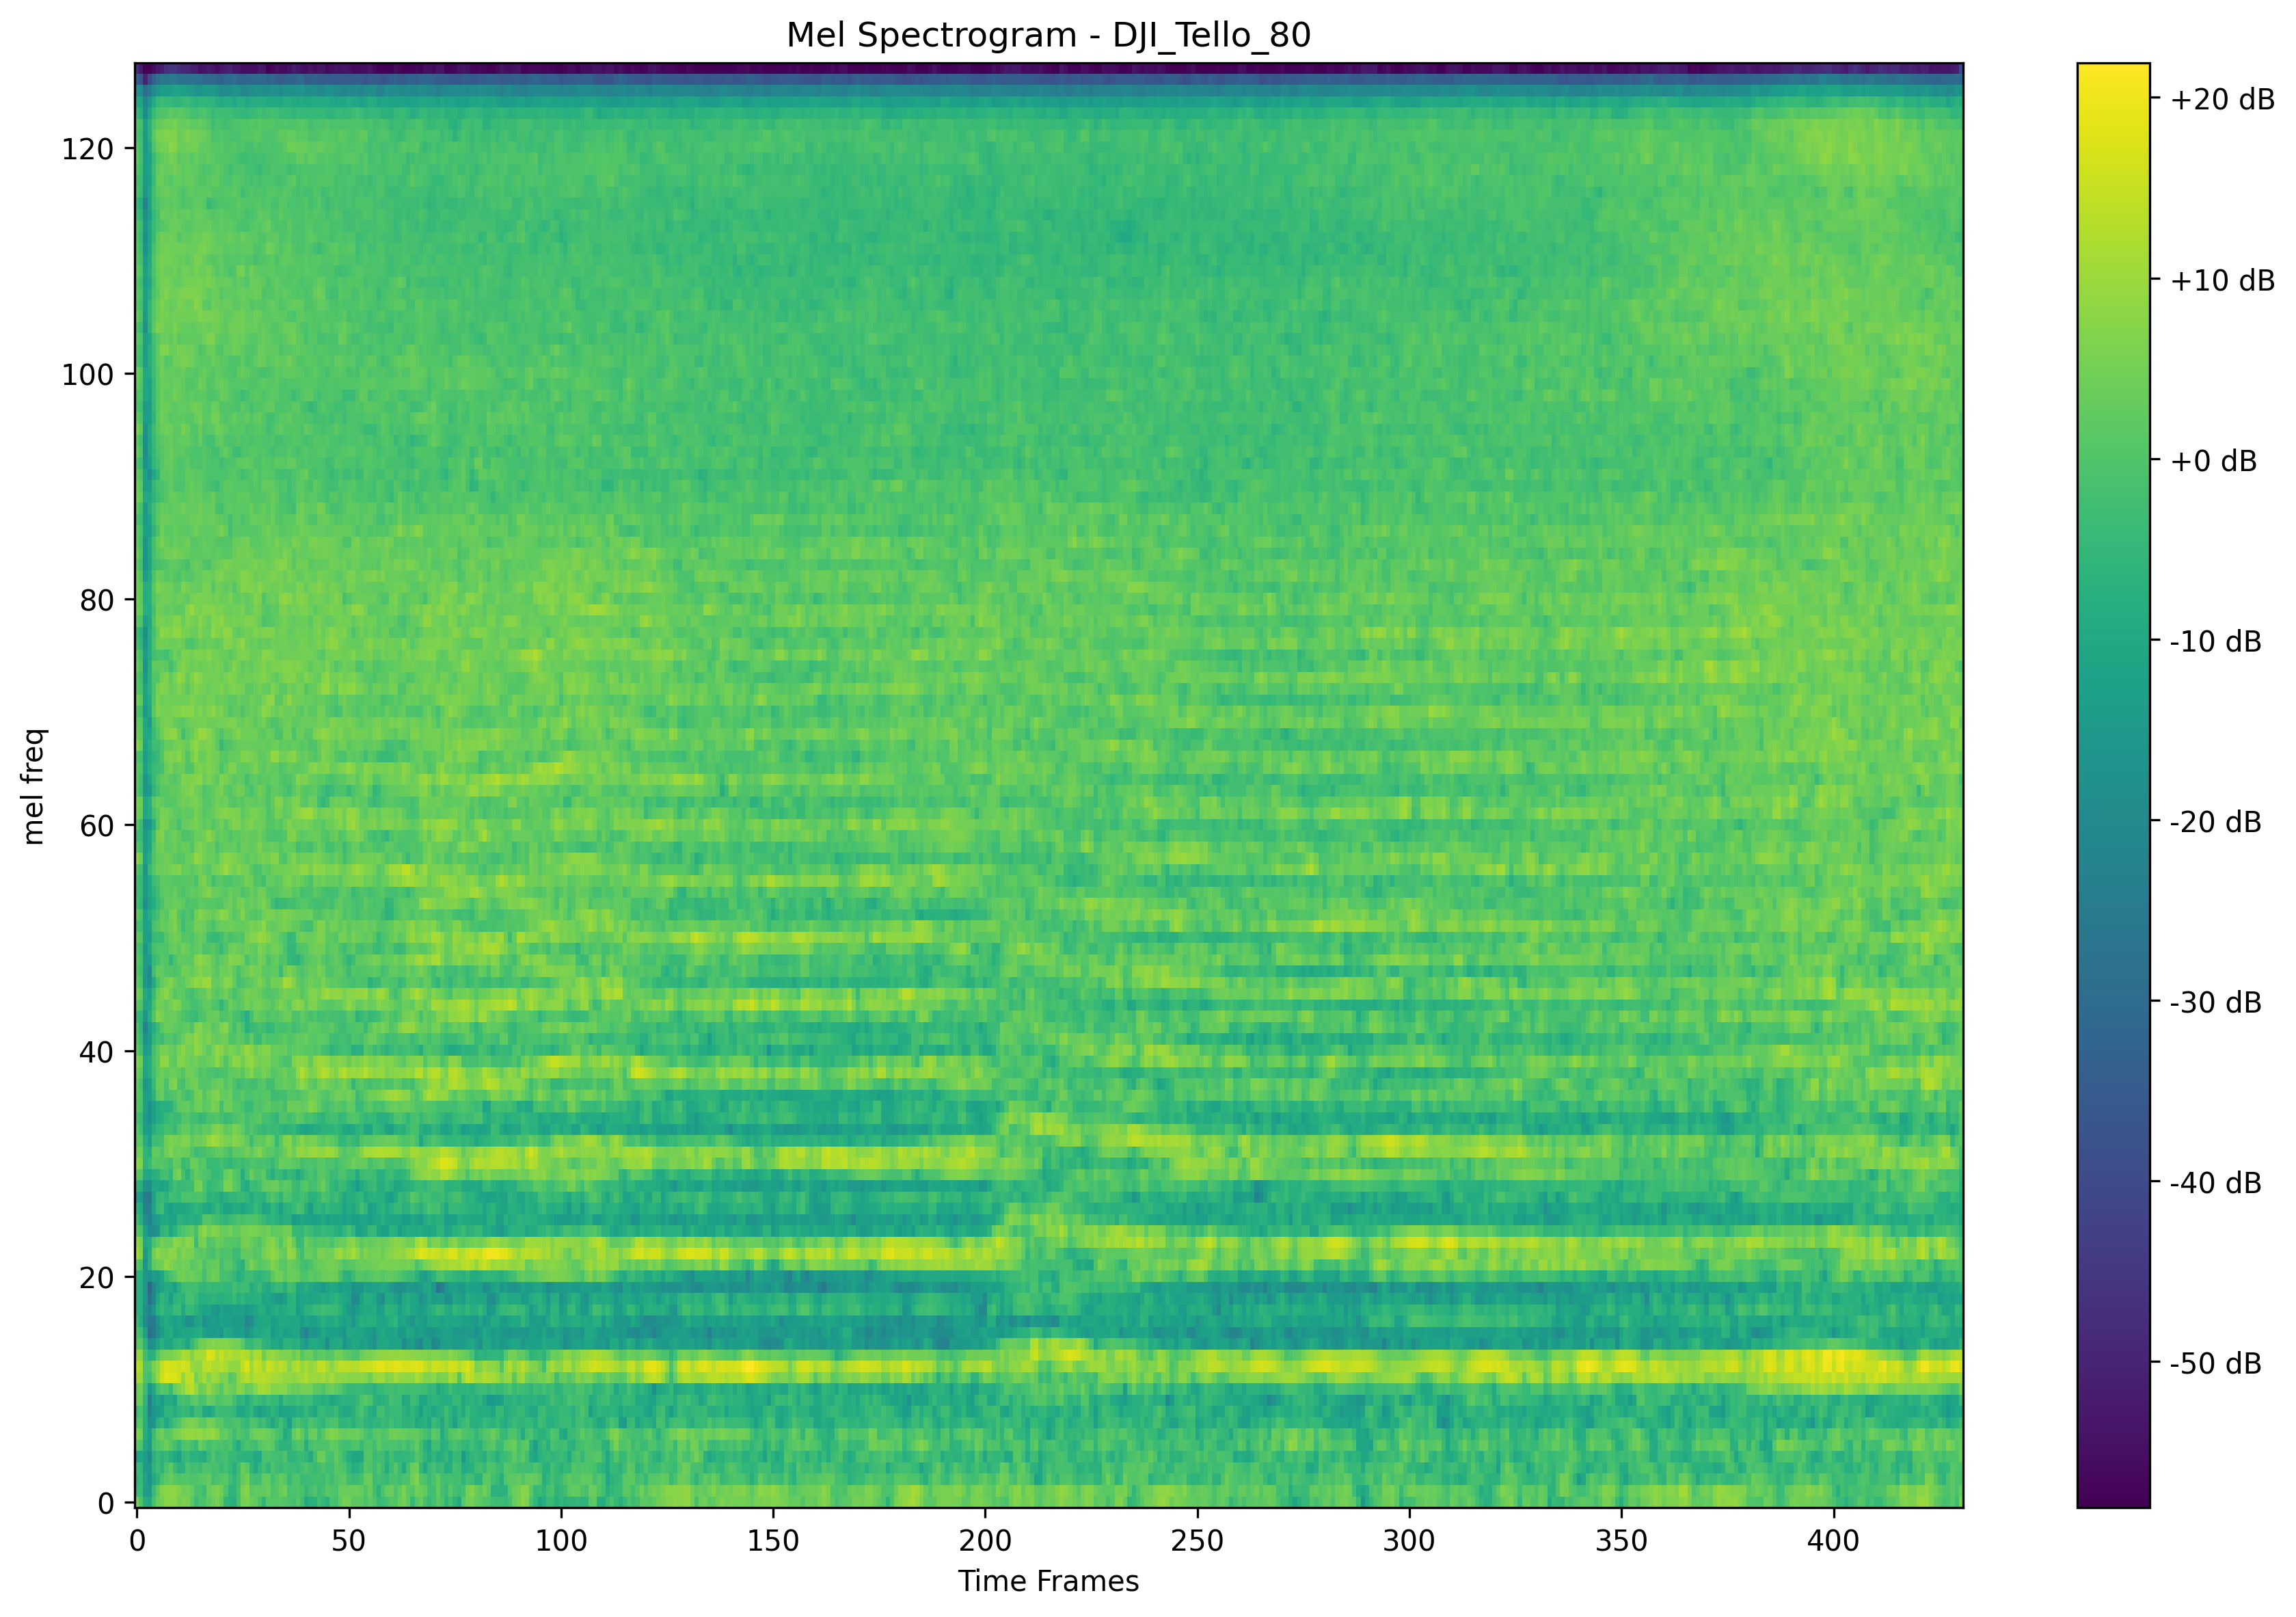 Mel Spectrogram - DJI_Tello_80
120
100
80
60
40
20
0
mel freq
0 50 100 150 200 250 300 350 400
Time Frames
+20 dB
+10 dB
+0 dB
-10 dB
-20 dB
-30 dB
-40 dB
-50 dB